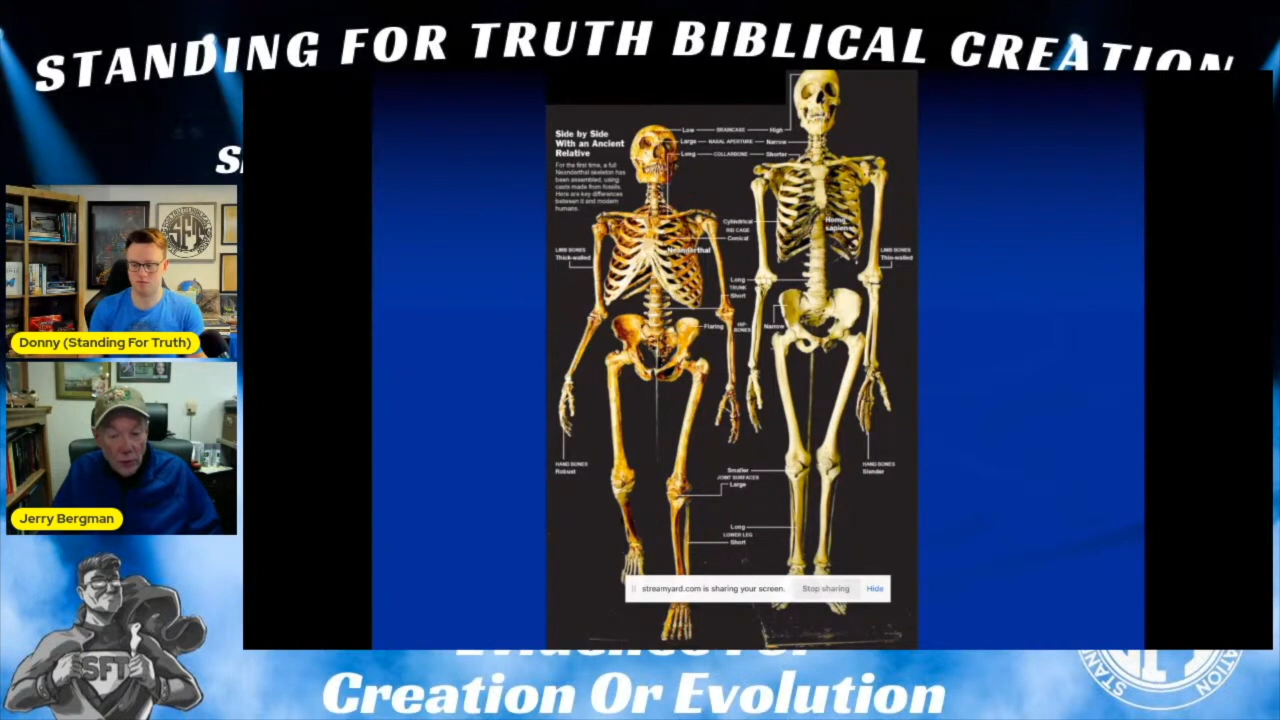 STANDING FOR TRUTH BIBLICAL CREATION
S
Donny (Standing For Truth)
Jerry Bergman
Side by Side
With an Ancient
Relative
For the first time, a full
Neanderthal skeleton has
been assembled, using
casts made from fossils.
Here are key differences
between it and modern
humans.
Low BRAINCASE High
Large NASAL APERTURE Narrow
Long COLLARBONE Shorter
Cylindrical
RIB CAGE
Conical
Neanderthal
Homo
sapiens
LIMB BONES
Thick-walled
LIMB BONES
Thin-walled
Long
TRUNK
Short
Flaring
HIP-
BONES
Narrow
HAND BONES
Robust
HAND BONES
Slender
Smaller
JOINT SURFACES
Large
Long
LOWER LEG
Short
streamyard.com is sharing your screen. Stop sharing Hide
SFT
SFT
Evidence For
Creation Or Evolution